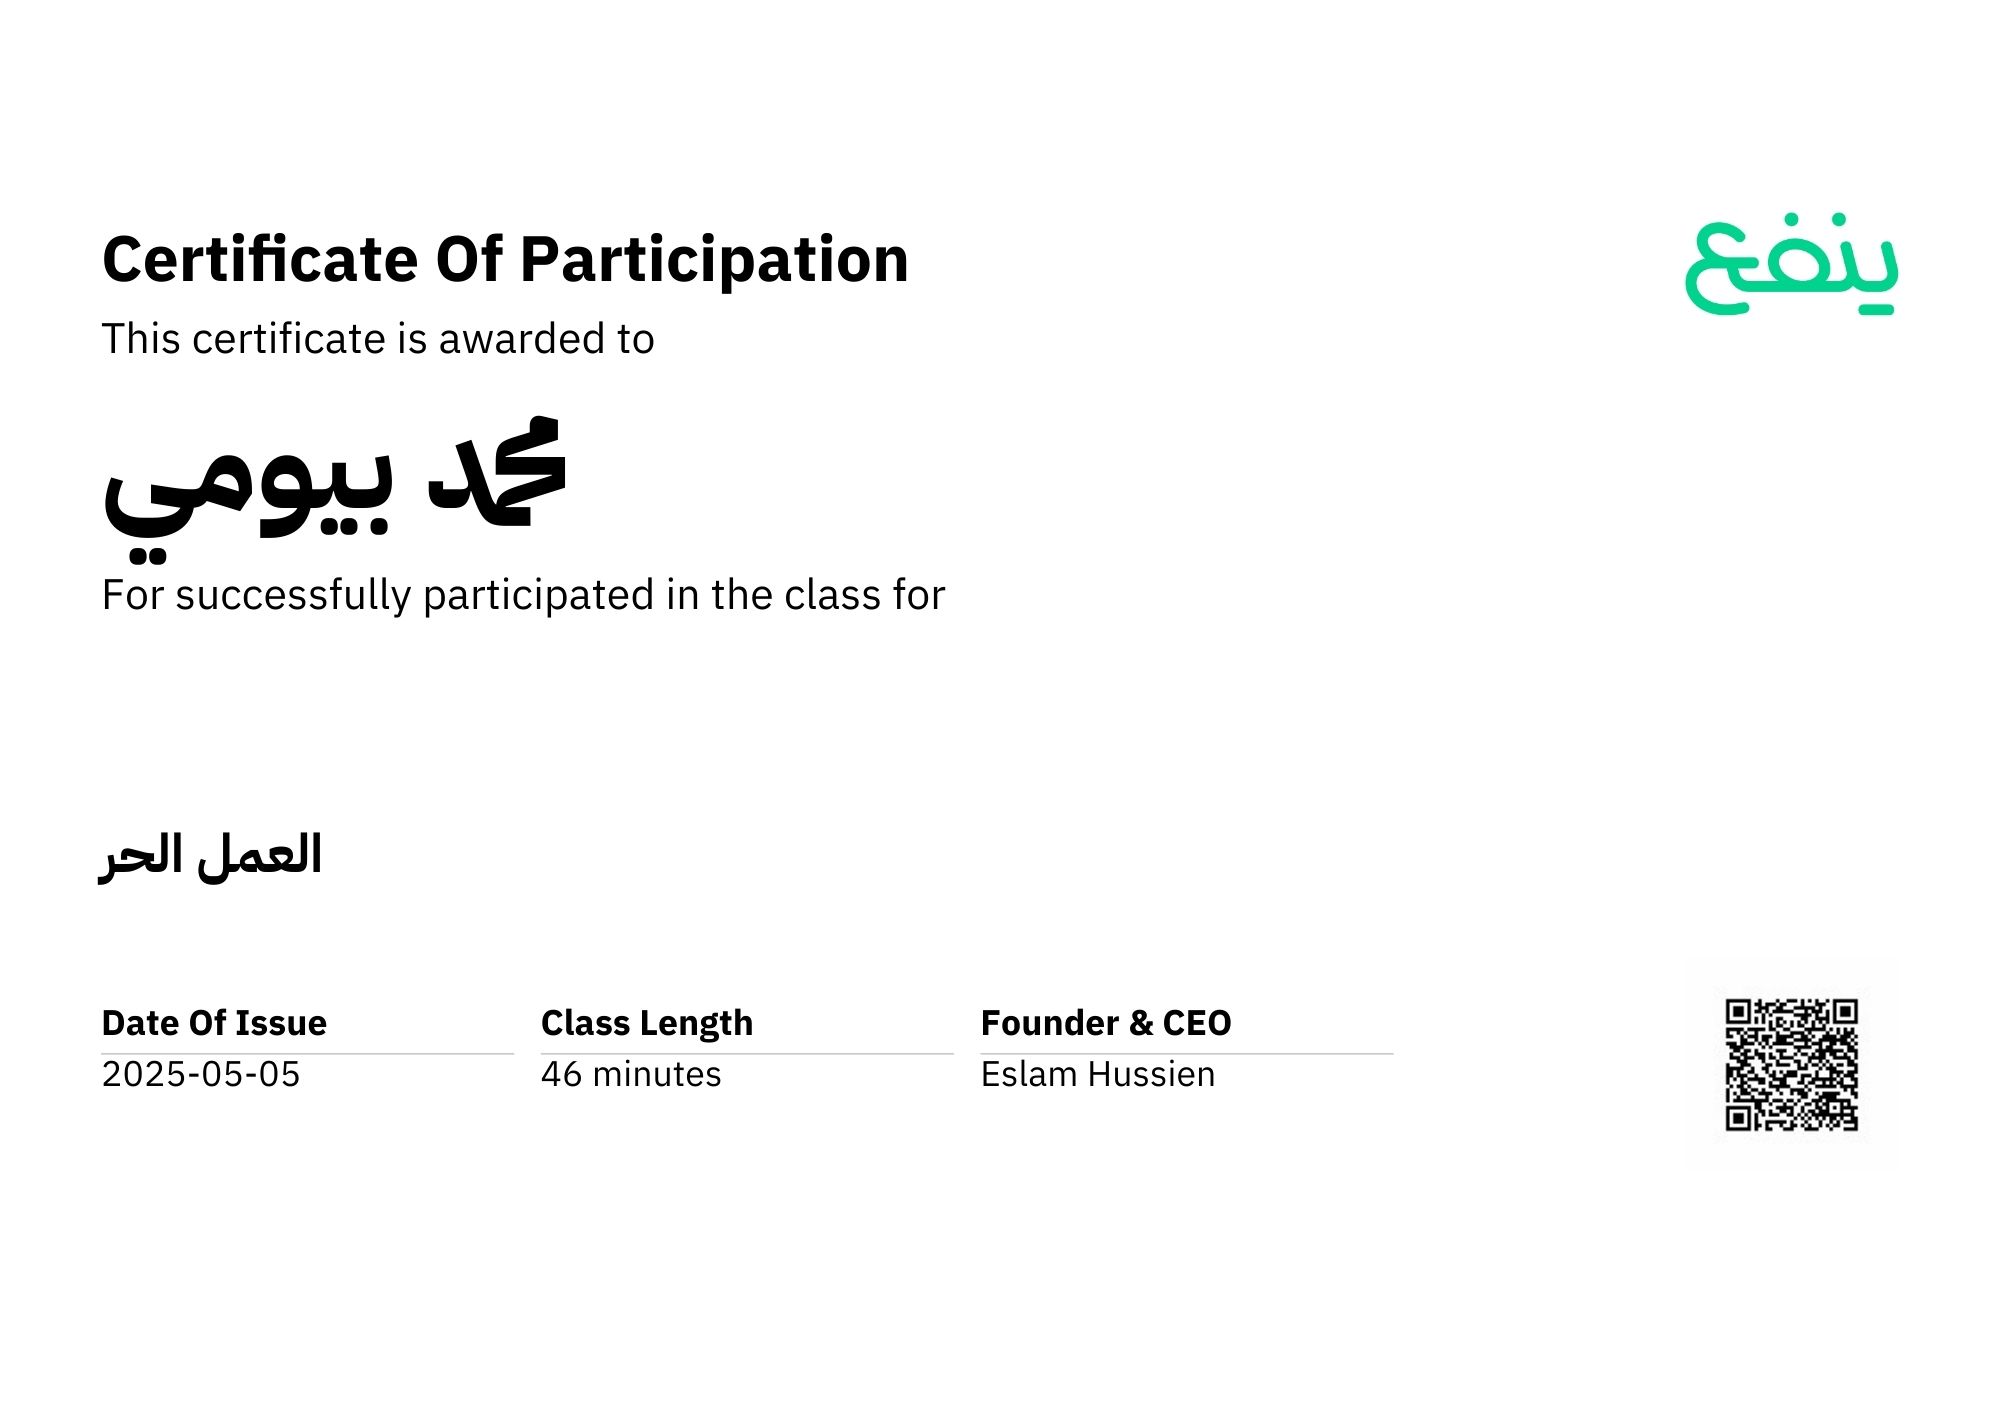 Certificate Of Participation
ينفع
This certificate is awarded to
محمد بيومي
For successfully participated in the class for
العمل الحر
Date Of Issue
Class Length
Founder & CEO
2025-05-05
46 minutes
Eslam Hussien